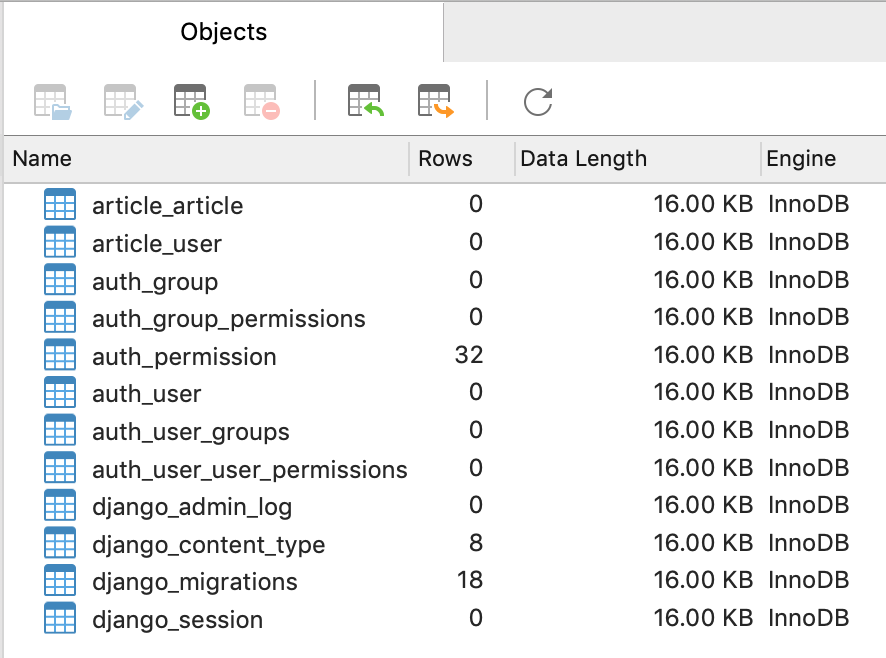 Objects
Name Rows Data Length Engine
article_article 0 16.00 KB InnoDB
article_user 0 16.00 KB InnoDB
auth_group 0 16.00 KB InnoDB
auth_group_permissions 0 16.00 KB InnoDB
auth_permission 32 16.00 KB InnoDB
auth_user 0 16.00 KB InnoDB
auth_user_groups 0 16.00 KB InnoDB
auth_user_user_permissions 0 16.00 KB InnoDB
django_admin_log 0 16.00 KB InnoDB
django_content_type 8 16.00 KB InnoDB
django_migrations 18 16.00 KB InnoDB
django_session 0 16.00 KB InnoDB